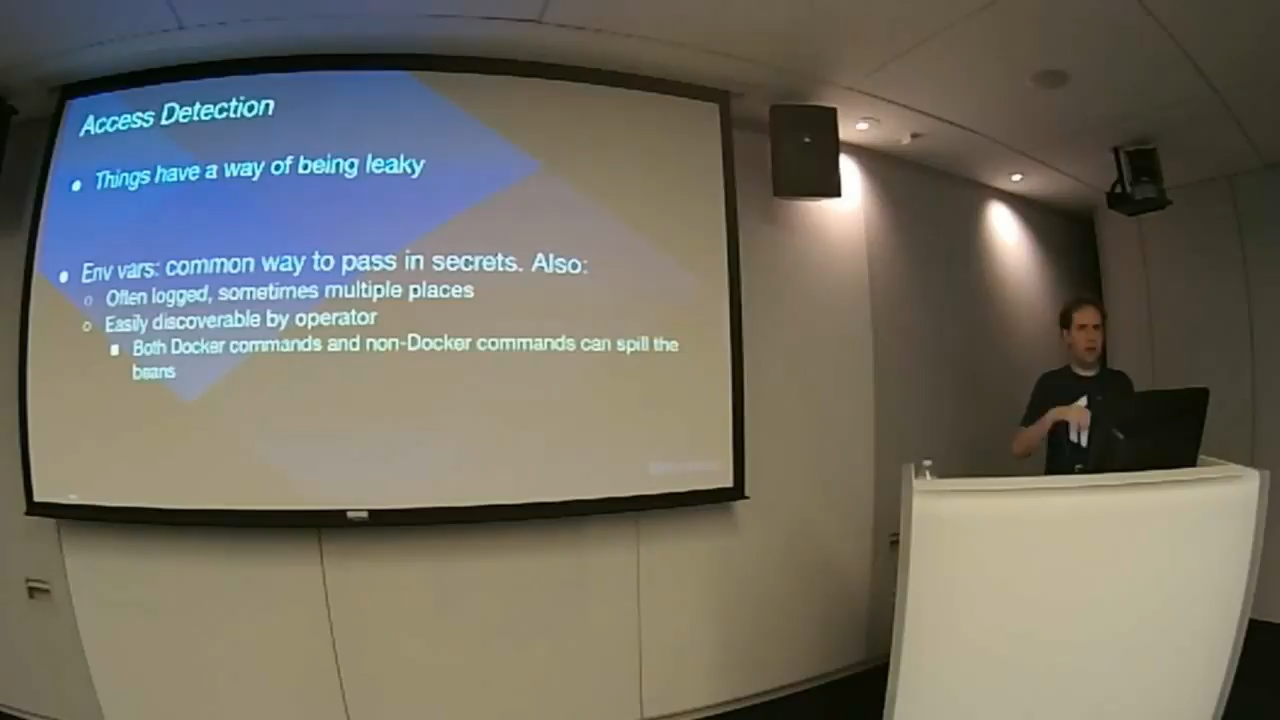 Access Detection
● Things have a way of being leaky
● Env vars: common way to pass in secrets. Also:
○ Often logged, sometimes multiple places
○ Easily discoverable by operator
■ Both Docker commands and non-Docker commands can spill the
beans